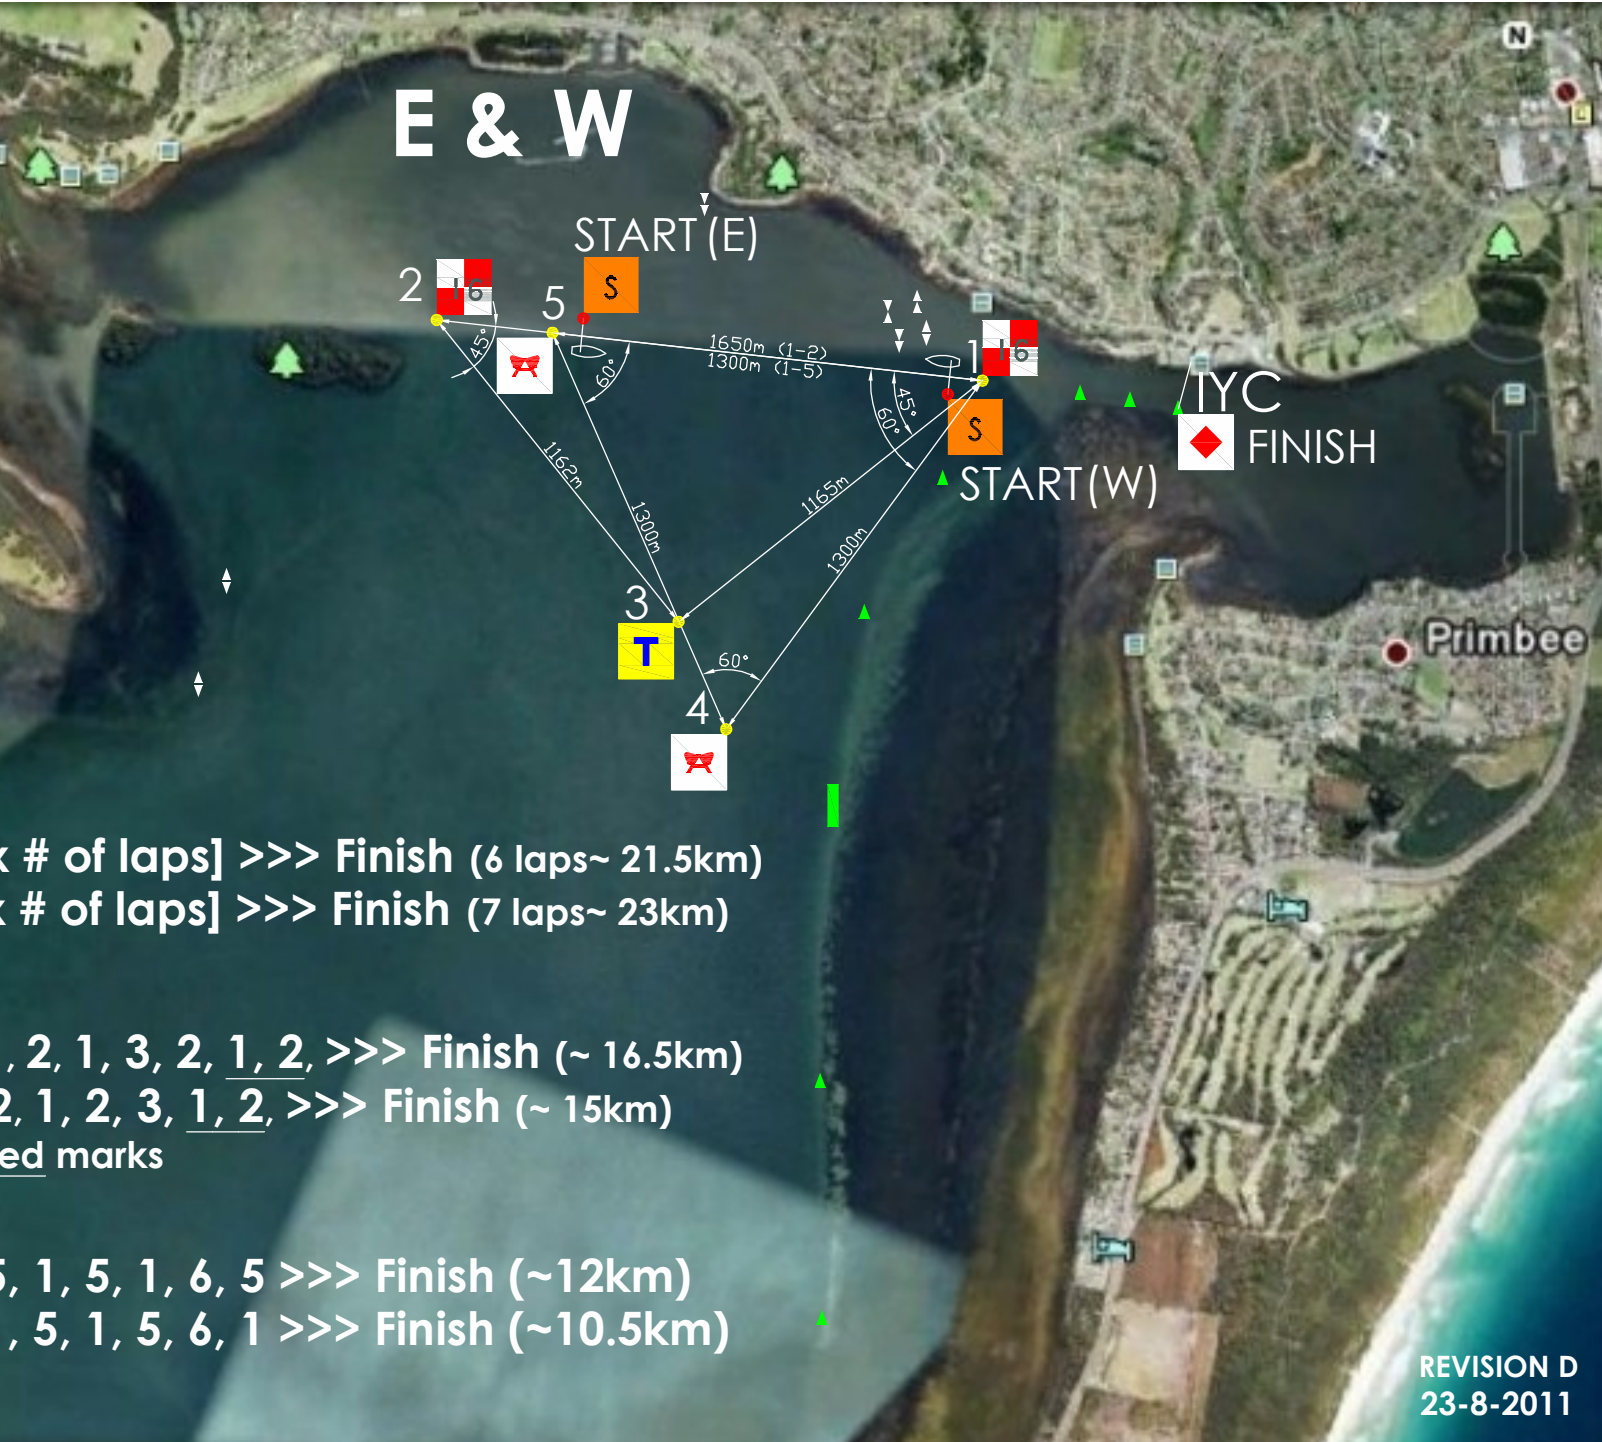 N
E & W
START (E)
2
16
5
S
1650m (1-2)
1300m (1-5)
1
16
45°
60°
45°
60°
IYC
S
FINISH
START(W)
1162m
1300m
1165m
1300m
3
T
Primbee
60°
4
x # of laps] >>> Finish (6 laps~ 21.5km)
x # of laps] >>> Finish (7 laps~ 23km)
, 2, 1, 3, 2, 1, 2, >>> Finish (~ 16.5km)
2, 1, 2, 3, 1, 2, >>> Finish (~ 15km)
ed marks
5, 1, 5, 1, 6, 5 >>> Finish (~12km)
, 5, 1, 5, 6, 1 >>> Finish (~10.5km)
REVISION D
23-8-2011